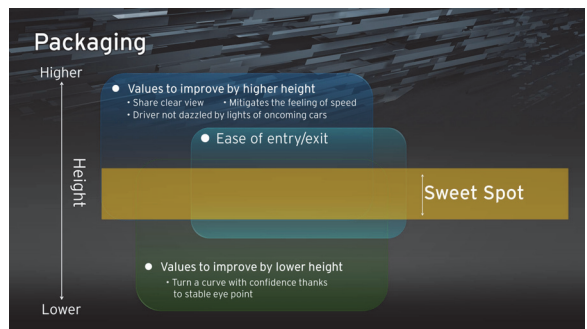 Packaging
Higher
Height
Lower
● Values to improve by higher height
• Share clear view • Mitigates the feeling of speed
• Driver not dazzled by lights of oncoming cars
● Ease of entry/exit
Sweet Spot
● Values to improve by lower height
• Turn a curve with confidence thanks
to stable eye point